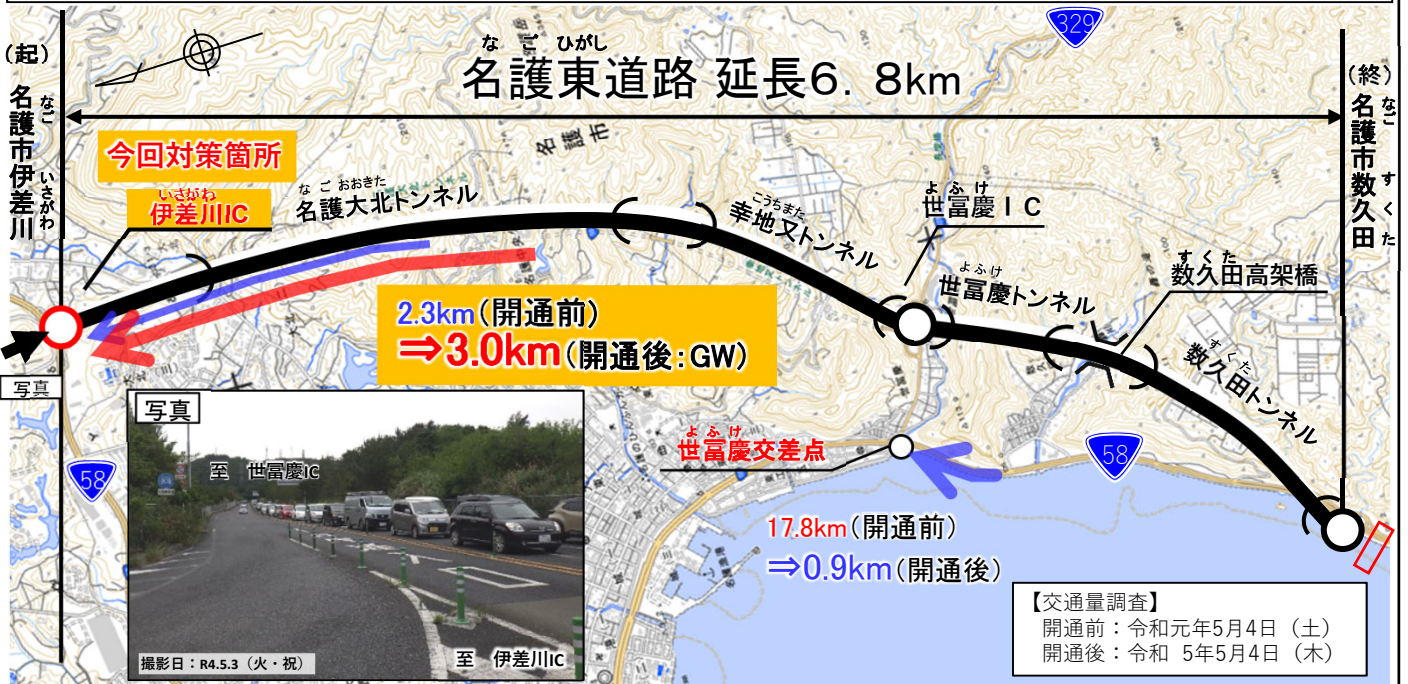 329
名護東道路 延長6.8km
なご ひがし
(起)
名護市伊差川
なご いさがわ
(終)
名護市数久田
なご すくた
今回対策箇所
いさがわ
伊差川IC
なごおおきた
名護大北トンネル
名護市
こうちまた
幸地又トンネル
よふけ
世冨慶IC
よふけ
世冨慶トンネル
すくた
数久田高架橋
すくた
数久田トンネル
2.3km(開通前)
⇒3.0km(開通後:GW)
写真
写真
至 世冨慶IC
至 伊差川IC
撮影日:R4.5.3(火・祝)
58
よふけ
世冨慶交差点
58
17.8km(開通前)
⇒0.9km(開通後)
【交通量調査】
開通前:令和元年5月4日(土)
開通後:令和 5年5月4日(木)